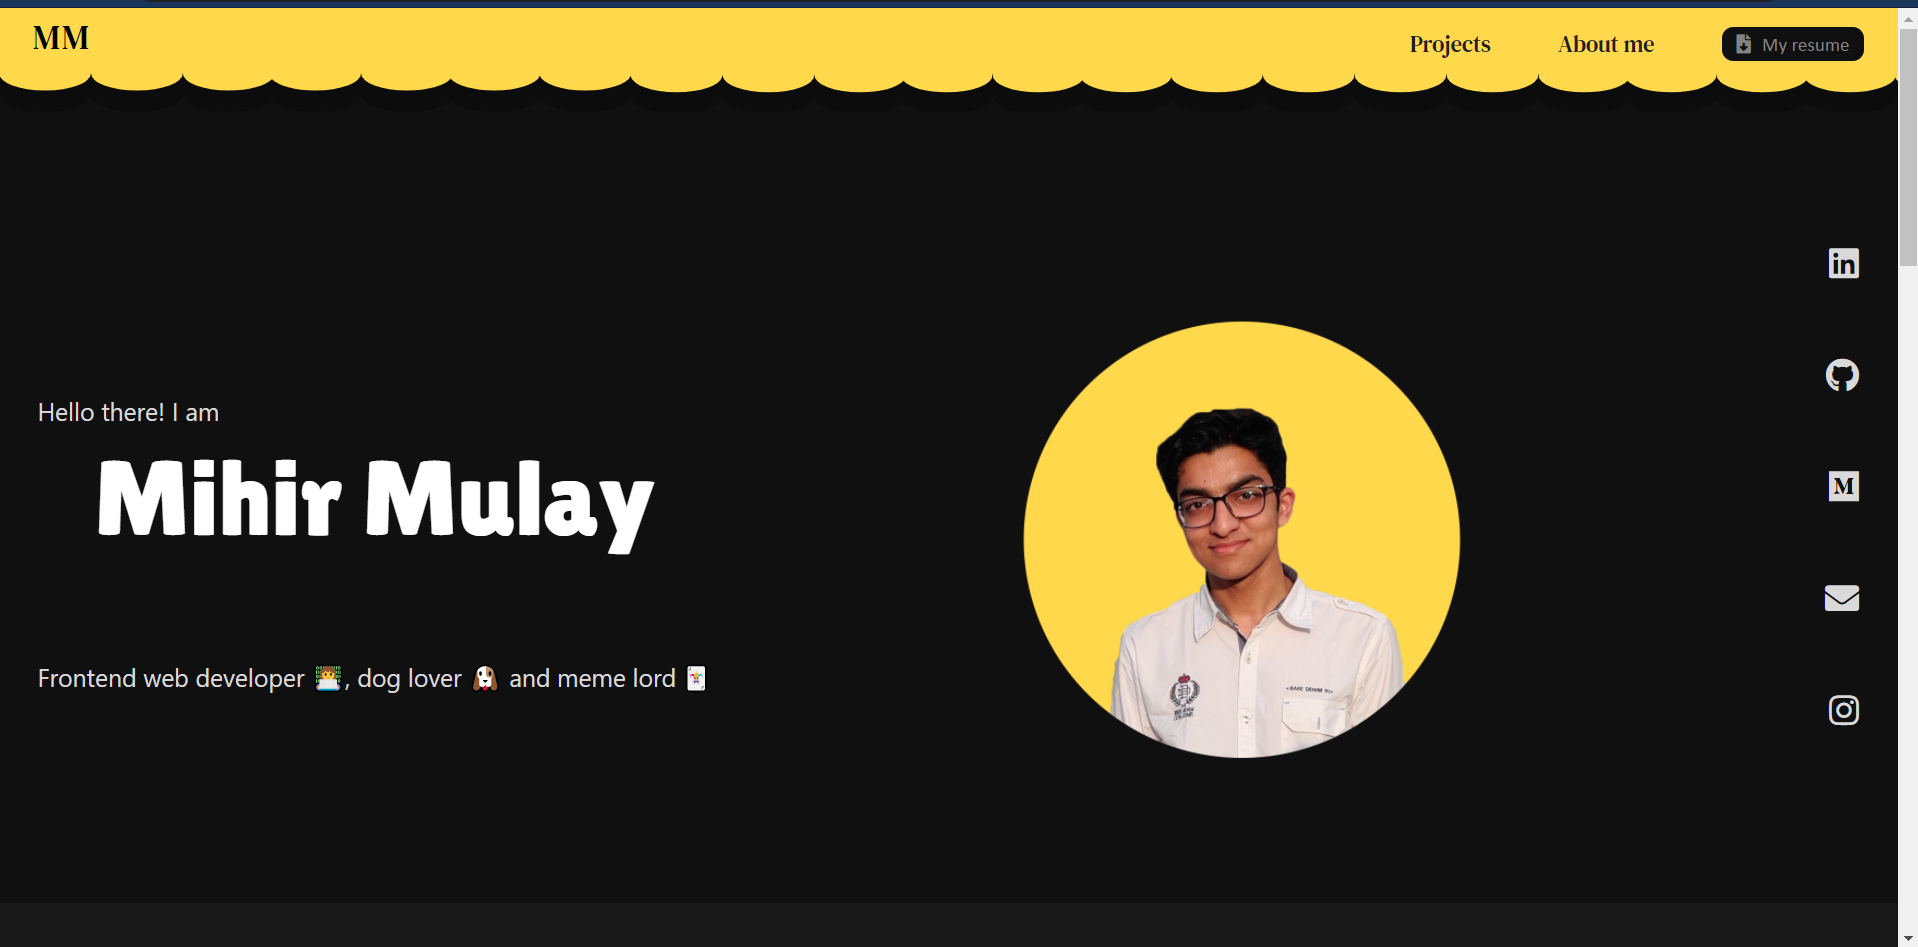 MM
Projects
About me
My resume
in
Hello there! I am
M
Mihir Mulay
Frontend web developer 👨‍💻, dog lover 🐶 and meme lord 🃏